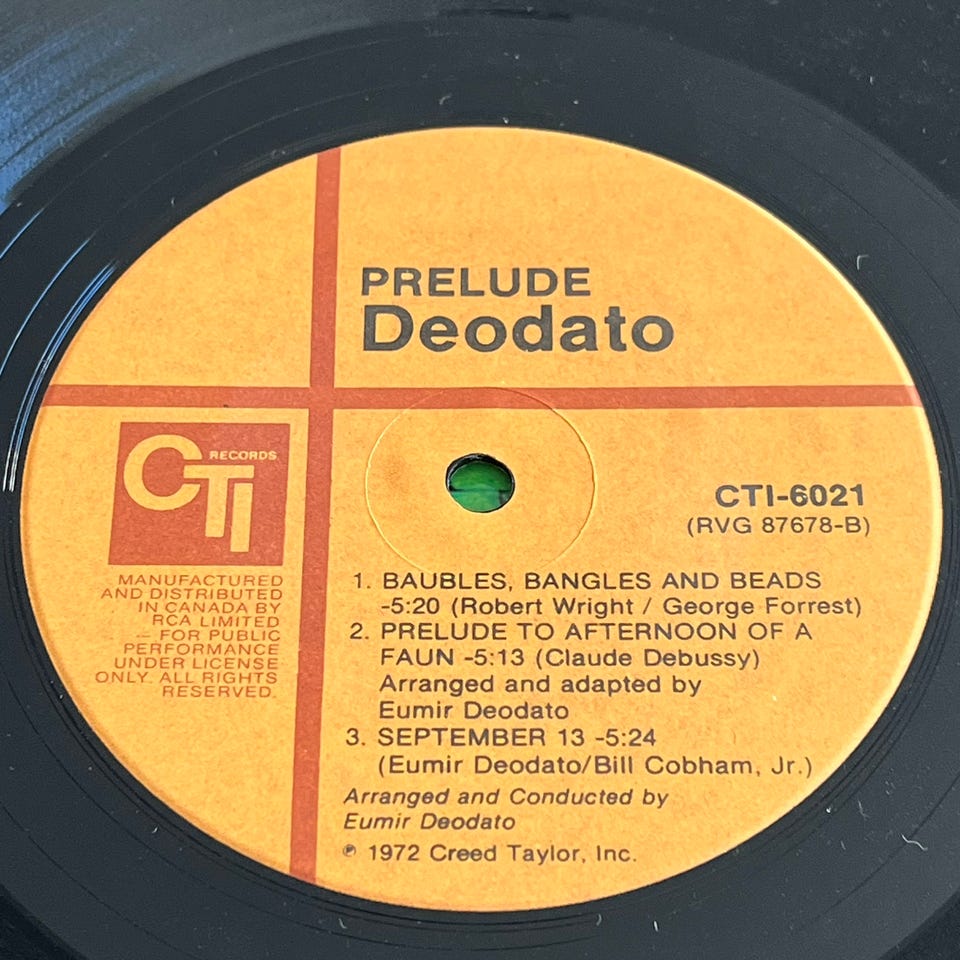 PRELUDE
Deodato
CTI RECORDS
MANUFACTURED
AND DISTRIBUTED
IN CANADA BY
RCA LIMITED
— FOR PUBLIC
PERFORMANCE
UNDER LICENSE
ONLY. ALL RIGHTS
RESERVED.
CTI-6021
(RVG 87678-B)
1. BAUBLES, BANGLES AND BEADS
-5:20 (Robert Wright / George Forrest)
2. PRELUDE TO AFTERNOON OF A
FAUN -5:13 (Claude Debussy)
Arranged and adapted by
Eumir Deodato
3. SEPTEMBER 13 -5:24
(Eumir Deodato/Bill Cobham, Jr.)
Arranged and Conducted by
Eumir Deodato
℗ 1972 Creed Taylor, Inc.